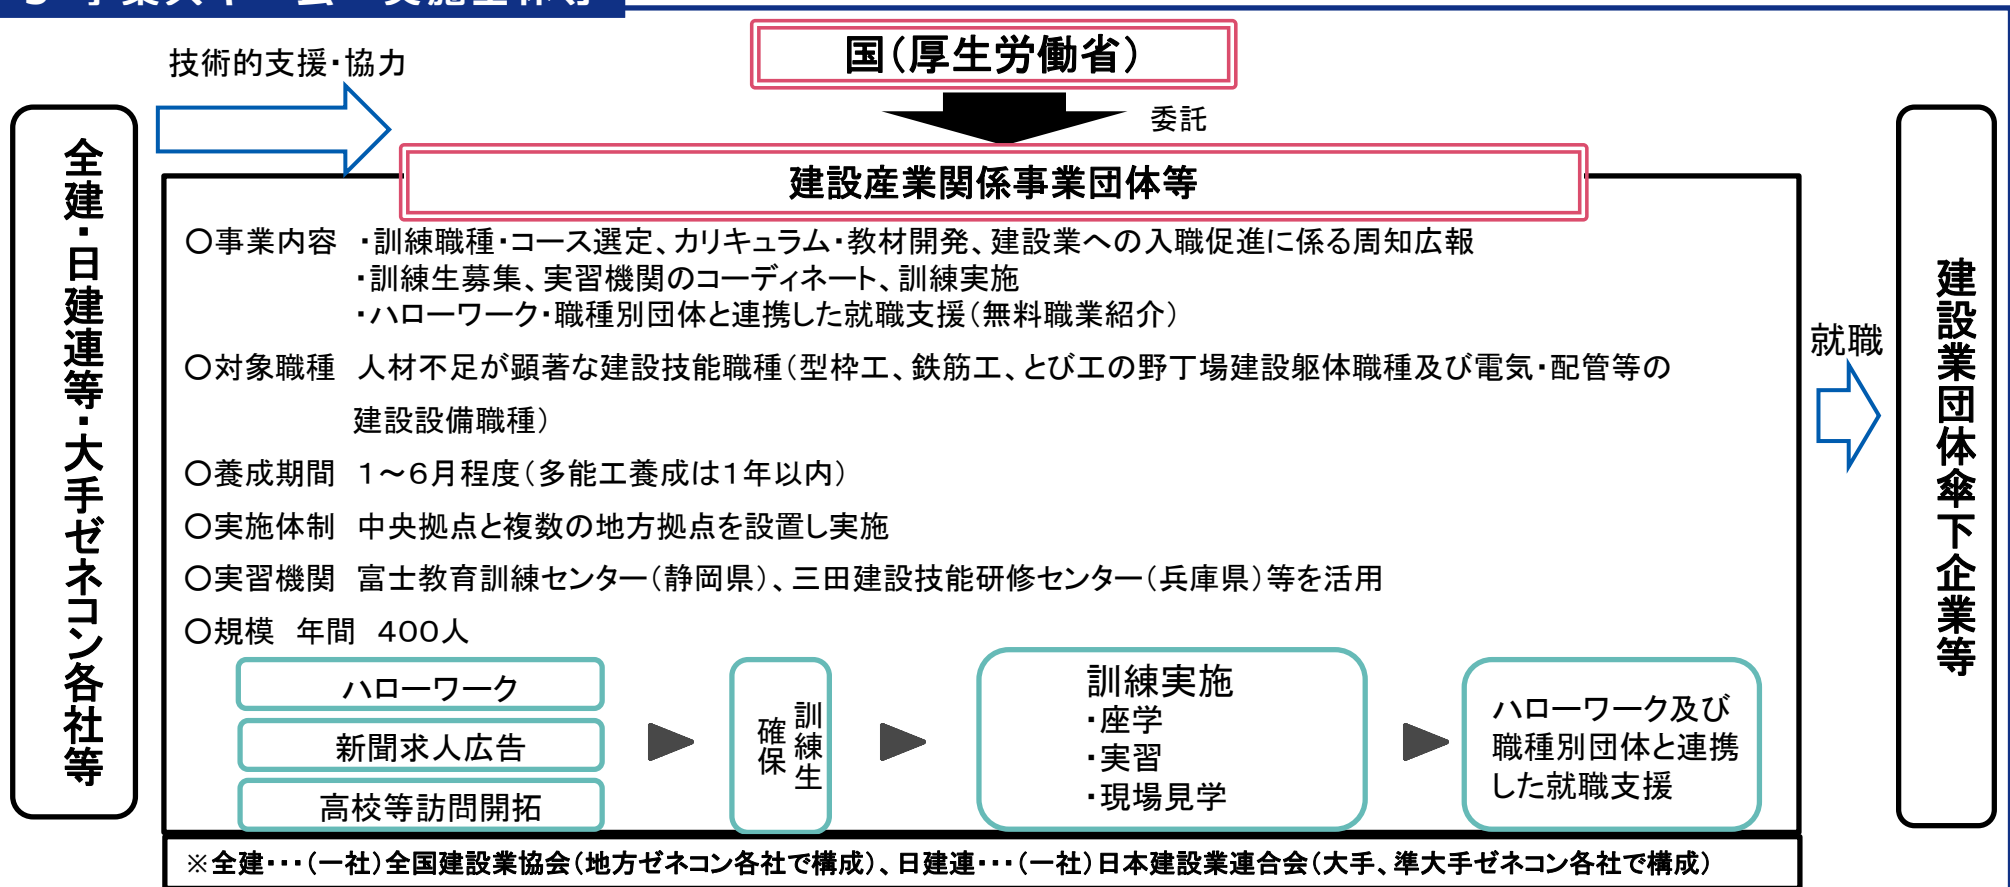 技術的支援・協力
国（厚生労働省）
委託
全建・日建連等・大手ゼネコン各社等
建設産業関係事業団体等
○事業内容 ・訓練職種・コース選定、カリキュラム・教材開発、建設業への入職促進に係る周知広報
・訓練生募集、実習機関のコーディネート、訓練実施
・ハローワーク・職種別団体と連携した就職支援（無料職業紹介）
○対象職種 人材不足が顕著な建設技能職種（型枠工、鉄筋工、とび工の野丁場建設躯体職種及び電気・配管等の
建設設備職種）
○養成期間 １～６月程度（多能工養成は１年以内）
○実施体制 中央拠点と複数の地方拠点を設置し実施
○実習機関 富士教育訓練センター（静岡県）、三田建設技能研修センター（兵庫県）等を活用
○規模 年間 400人
ハローワーク
新聞求人広告
高校等訪問開拓
訓練生
確保
訓練実施
・座学
・実習
・現場見学
ハローワーク及び
職種別団体と連携
した就職支援
就職
建設業団体傘下企業等
※全建・・・（一社）全国建設業協会（地方ゼネコン各社で構成）、日建連・・・（一社）日本建設業連合会（大手、準大手ゼネコン各社で構成）